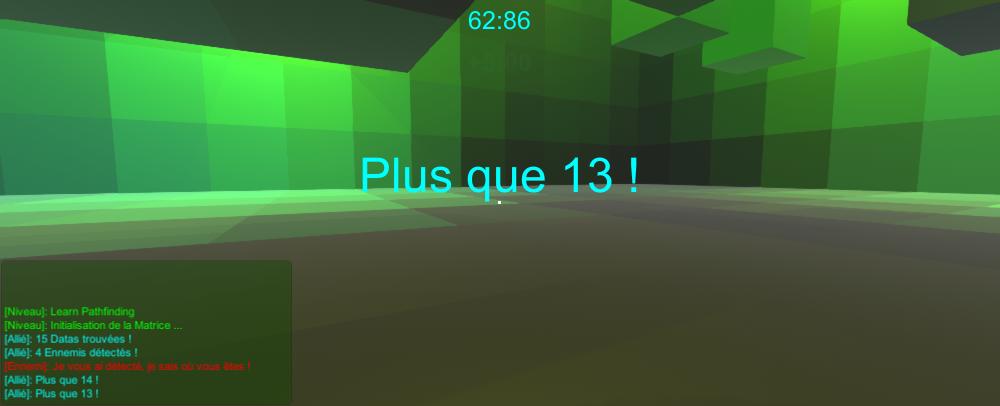 62:86
Plus que 13 !
[Niveau]: Learn Pathfinding
[Niveau]: Initialisation de la Matrice ...
[Allié]: 15 Datas trouvées !
[Allié]: 4 Ennemis détectés !
[Ennemi]: Je vous ai détecté, je sais où vous êtes !
[Allié]: Plus que 14 !
[Allié]: Plus que 13 !